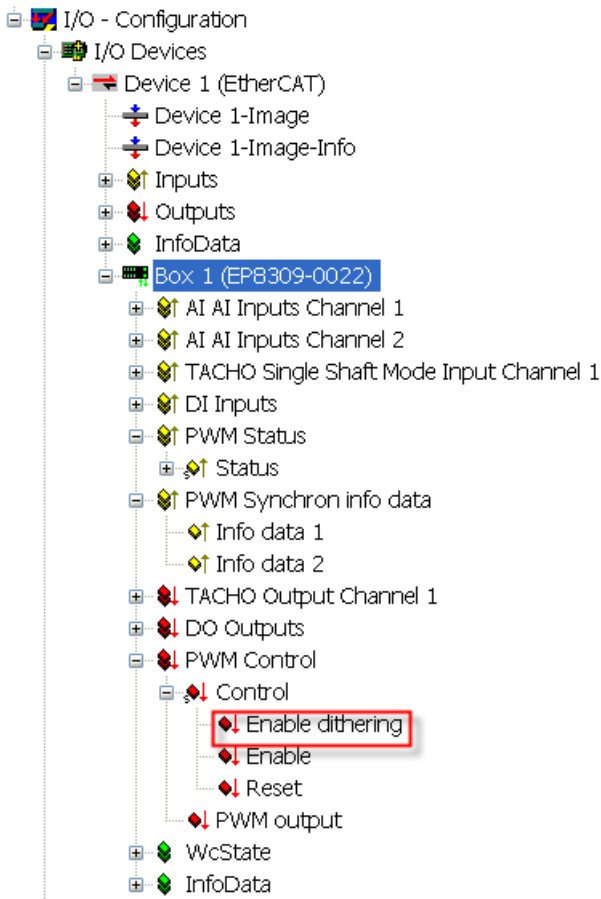 I/O - Configuration
I/O Devices
Device 1 (EtherCAT)
Device 1-Image
Device 1-Image-Info
Inputs
Outputs
InfoData
Box 1 (EP8309-0022)
AI AI Inputs Channel 1
AI AI Inputs Channel 2
TACHO Single Shaft Mode Input Channel 1
DI Inputs
PWM Status
Status
PWM Synchron info data
Info data 1
Info data 2
TACHO Output Channel 1
DO Outputs
PWM Control
Control
Enable dithering
Enable
Reset
PWM output
WcState
InfoData